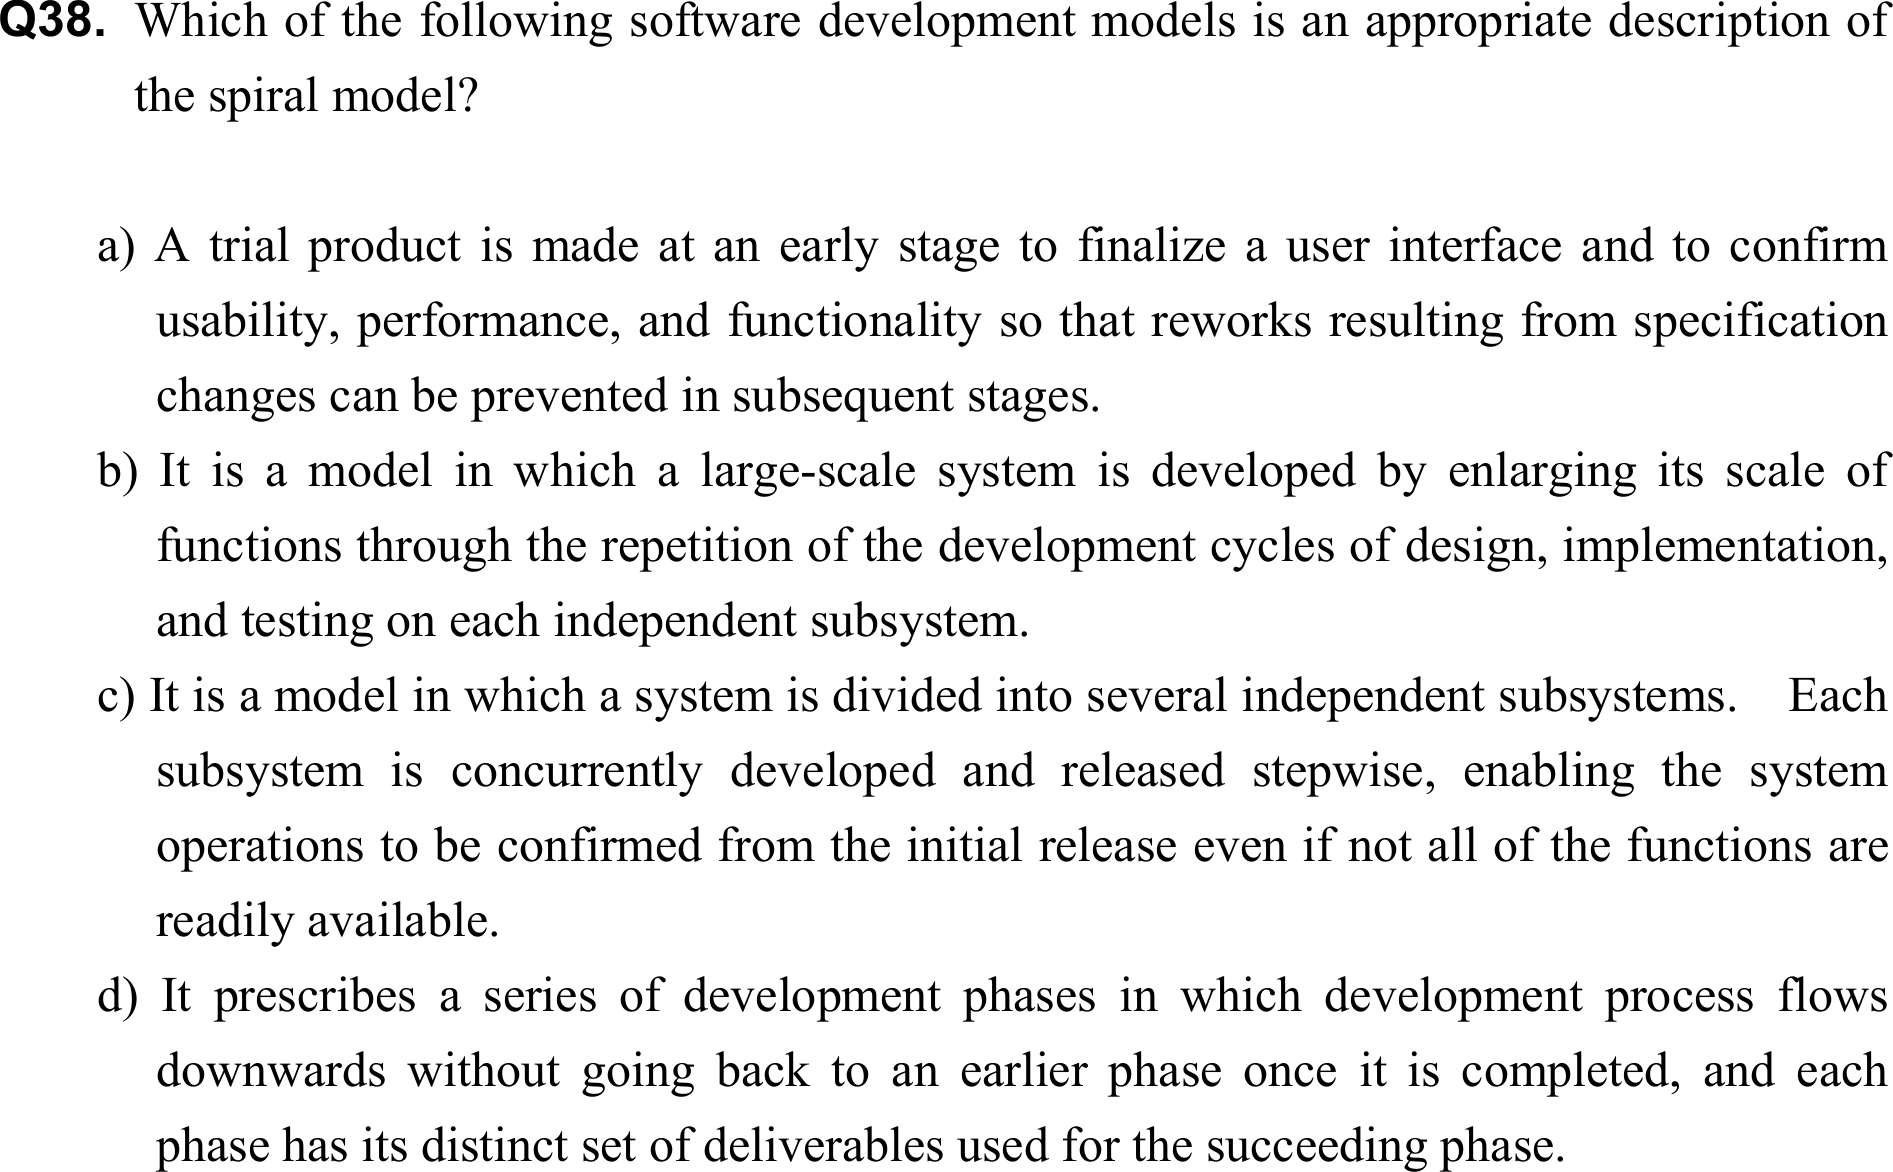 Q38. Which of the following software development models is an appropriate description of
the spiral model?
a) A trial product is made at an early stage to finalize a user interface and to confirm
usability, performance, and functionality so that reworks resulting from specification
changes can be prevented in subsequent stages.
b) It is a model in which a large-scale system is developed by enlarging its scale of
functions through the repetition of the development cycles of design, implementation,
and testing on each independent subsystem.
c) It is a model in which a system is divided into several independent subsystems. Each
subsystem is concurrently developed and released stepwise, enabling the system
operations to be confirmed from the initial release even if not all of the functions are
readily available.
d) It prescribes a series of development phases in which development process flows
downwards without going back to an earlier phase once it is completed, and each
phase has its distinct set of deliverables used for the succeeding phase.